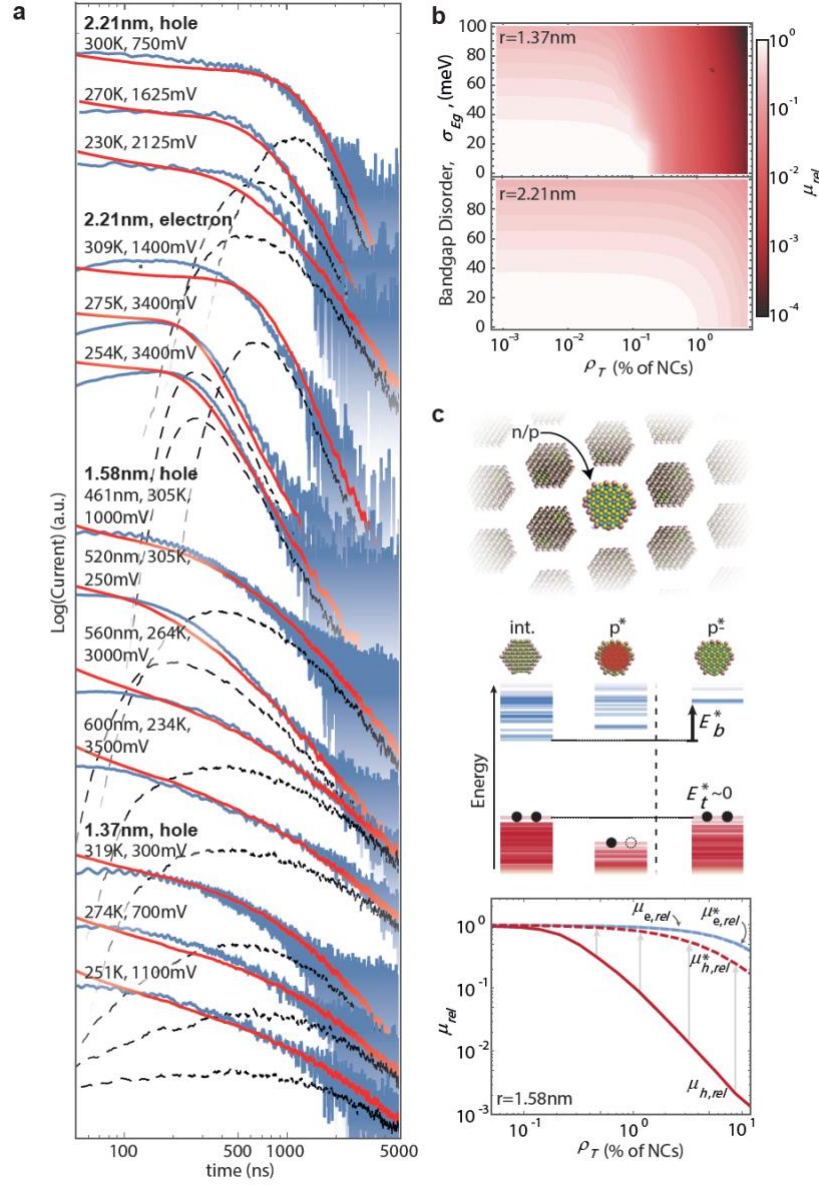 a
2.21nm, hole
300K, 750mV
270K, 1625mV
230K, 2125mV
2.21nm, electron
309K, 1400mV
275K, 3400mV
254K, 3400mV
1.58nm, hole
461nm, 305K,
1000mV
520nm, 305K,
250mV
560nm, 264K,
3000mV
600nm, 234K,
3500mV
1.37nm, hole
319K, 300mV
274K, 700mV
251K, 1100mV
Log(Current) (a.u.)
100 500 1000 5000
time (ns)
b
r=1.37nm
100
80
60
40
20
0
r=2.21nm
80
60
40
20
0
Bandgap Disorder, σEg , (meV)
10⁻³ 10⁻² 10⁻¹ 10⁰
ρT (% of NCs)
10⁰
10⁻¹
10⁻²
10⁻³
10⁻⁴
μrel
c
n/p
int. p* p*
Energy
E*b
E*t~0
10⁰
10⁻¹
10⁻²
10⁻³
μrel
μe,rel
μ*e,rel
μ*h,rel
μh,rel
r=1.58nm
10⁻¹ 10⁰ 10¹
ρT (% of NCs)